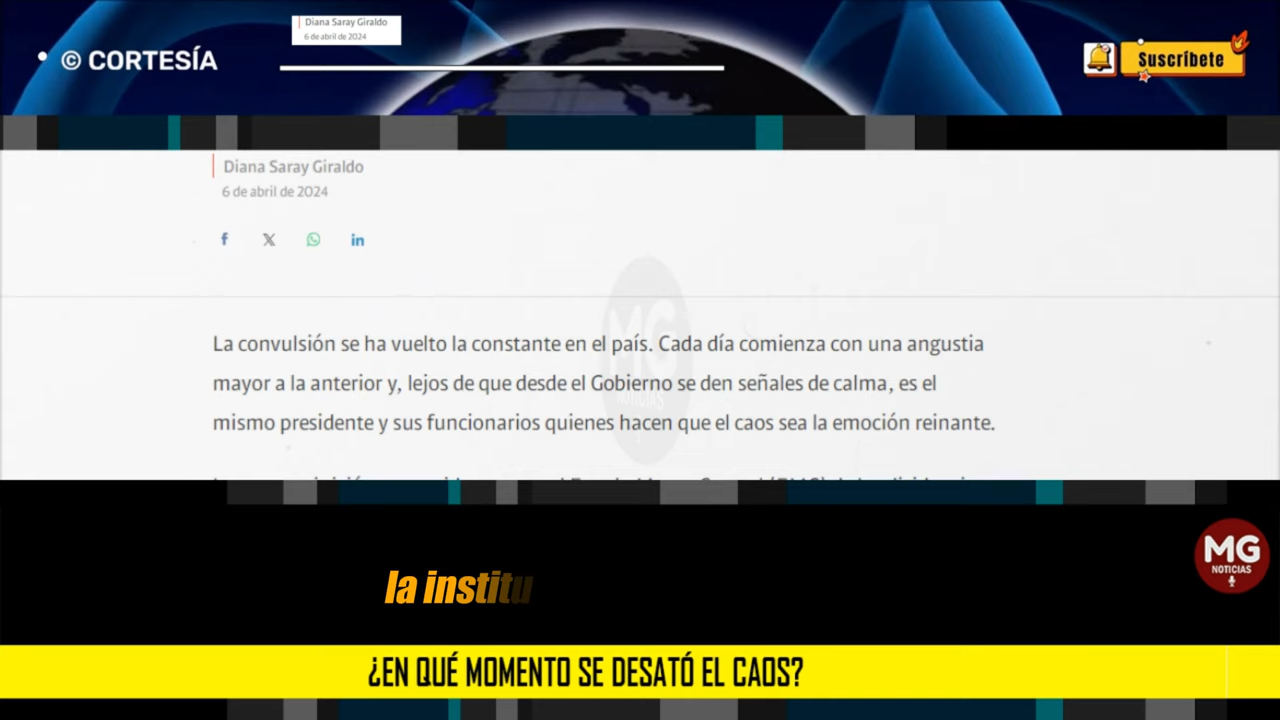 Diana Saray Giraldo
6 de abril de 2024
© CORTESÍA
Suscríbete
Diana Saray Giraldo
6 de abril de 2024
La convulsión se ha vuelto la constante en el país. Cada día comienza con una angustia
mayor a la anterior y, lejos de que desde el Gobierno se den señales de calma, es el
mismo presidente y sus funcionarios quienes hacen que el caos sea la emoción reinante.
MG
NOTICIAS
la institu
MG
NOTICIAS
¿EN QUÉ MOMENTO SE DESATÓ EL CAOS?